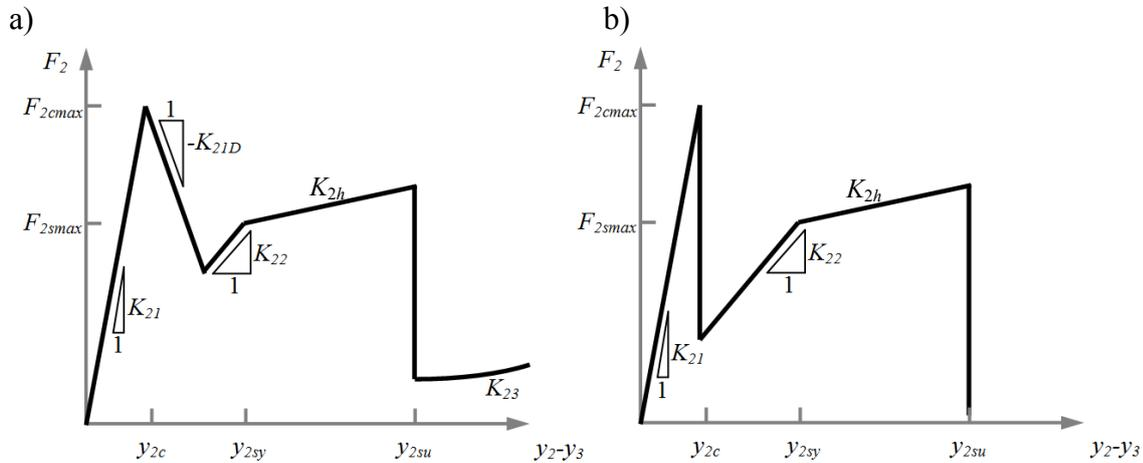 a)
F2
F2cmax
1
-K21D
K2h
F2smax
K22
1
K21
1
K23
y2c
y2sy
y2su
y2-y3
b)
F2
F2cmax
K2h
F2smax
K22
1
K21
1
y2c
y2sy
y2su
y2-y3